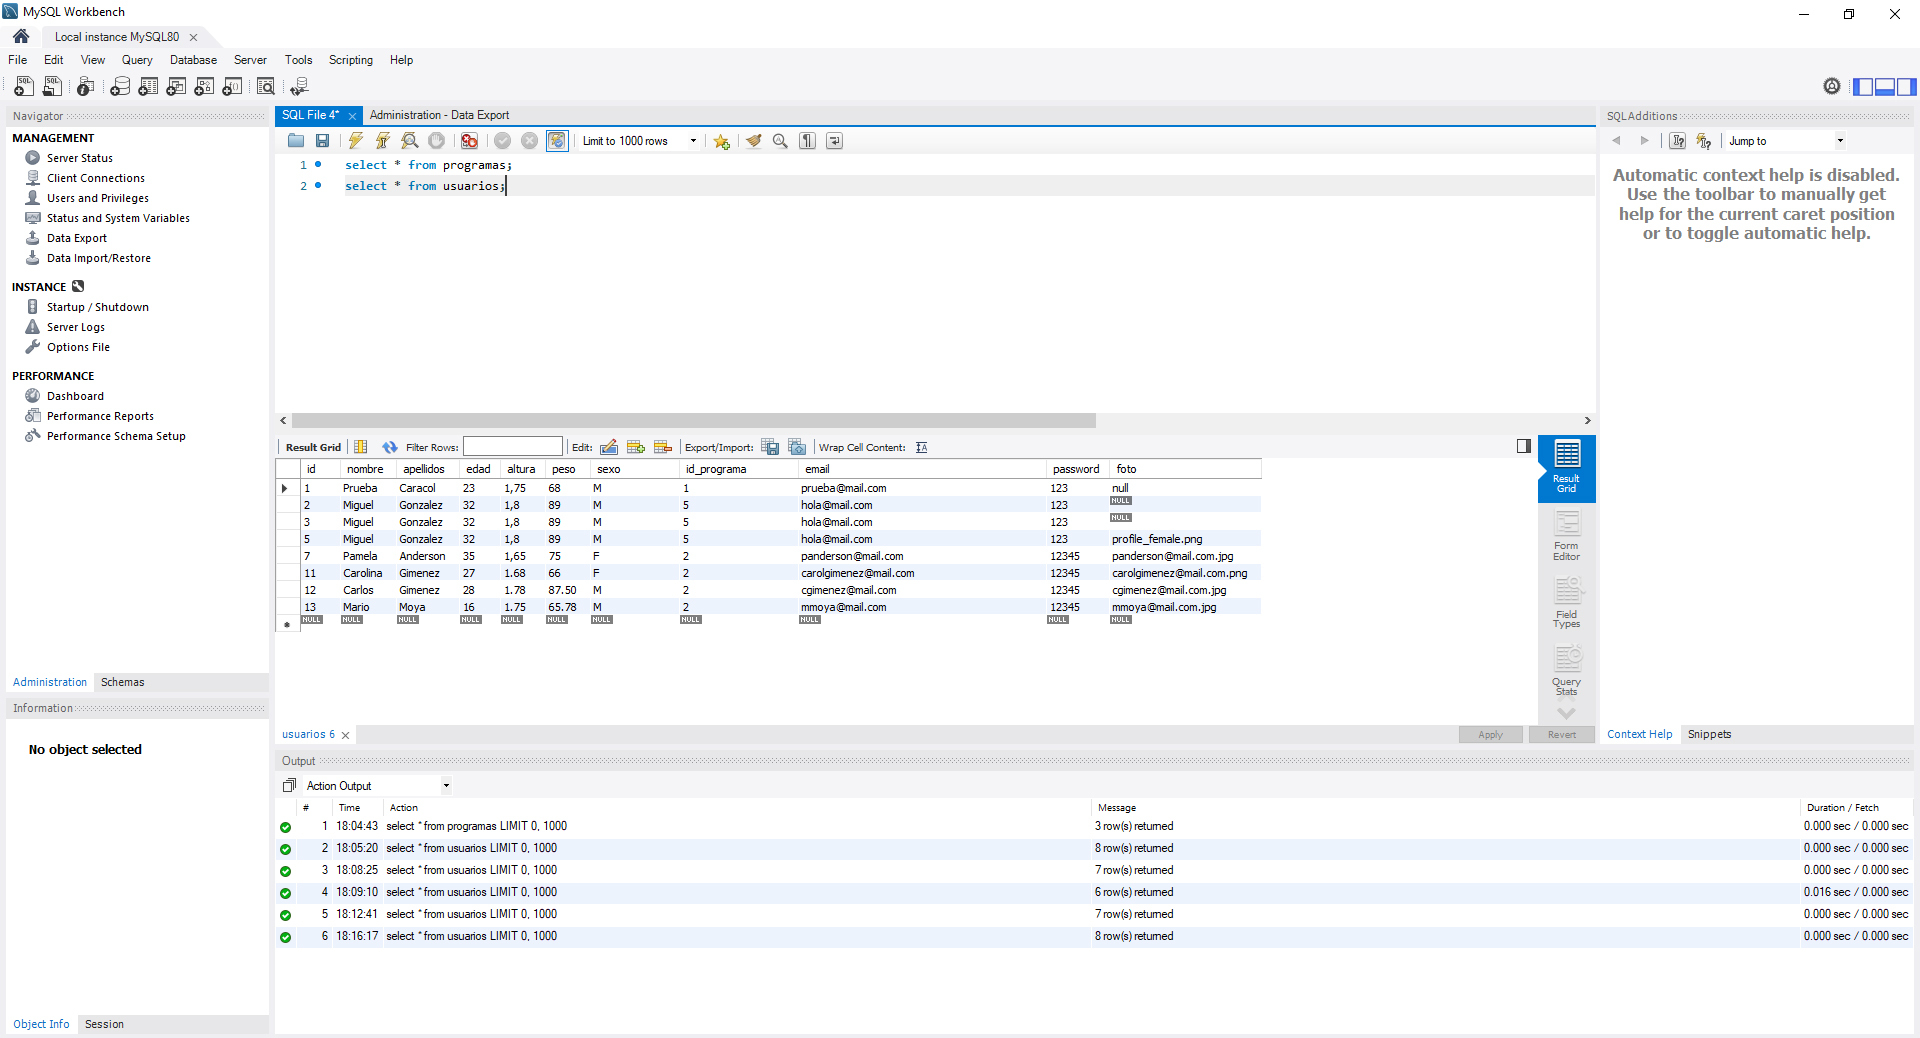 MySQL Workbench
Local instance MySQL80
File Edit View Query Database Server Tools Scripting Help
Navigator
MANAGEMENT
Server Status
Client Connections
Users and Privileges
Status and System Variables
Data Export
Data Import/Restore
INSTANCE
Startup / Shutdown
Server Logs
Options File
PERFORMANCE
Dashboard
Performance Reports
Performance Schema Setup
Administration Schemas
Information
No object selected
Object Info Session
SQL File 4* Administration - Data Export
Limit to 1000 rows
1 select * from programas;
2 select * from usuarios;
Result Grid Filter Rows: Edit: Export/Import: Wrap Cell Content:
id nombre apellidos edad altura peso sexo id_programa email password foto
1 Prueba Caracol 23 1,75 68 M 1 prueba@mail.com 123 null
2 Miguel Gonzalez 32 1,8 89 M 5 hola@mail.com 123 NULL
3 Miguel Gonzalez 32 1,8 89 M 5 hola@mail.com 123 NULL
5 Miguel Gonzalez 32 1,8 89 M 5 hola@mail.com 123 profile_female.png
7 Pamela Anderson 35 1,65 75 F 2 panderson@mail.com 12345 panderson@mail.com.jpg
11 Carolina Gimenez 27 1.68 66 F 2 carolgimenez@mail.com 12345 carolgimenez@mail.com.png
12 Carlos Gimenez 28 1.78 87.50 M 2 cgimenez@mail.com 12345 cgimenez@mail.com.jpg
13 Mario Moya 16 1.75 65.78 M 2 mmoya@mail.com 12345 mmoya@mail.com.jpg
NULL NULL NULL NULL NULL NULL NULL NULL NULL NULL NULL
Result
Grid
Form
Editor
Field
Types
Query
Stats
usuarios 6
Apply Revert
SQLAdditions
Jump to
Automatic context help is disabled.
Use the toolbar to manually get
help for the current caret position
or to toggle automatic help.
Context Help Snippets
Output
Action Output
# Time Action Message Duration / Fetch
1 18:04:43 select * from programas LIMIT 0, 1000 3 row(s) returned 0.000 sec / 0.000 sec
2 18:05:20 select * from usuarios LIMIT 0, 1000 8 row(s) returned 0.000 sec / 0.000 sec
3 18:08:25 select * from usuarios LIMIT 0, 1000 7 row(s) returned 0.000 sec / 0.000 sec
4 18:09:10 select * from usuarios LIMIT 0, 1000 6 row(s) returned 0.016 sec / 0.000 sec
5 18:12:41 select * from usuarios LIMIT 0, 1000 7 row(s) returned 0.000 sec / 0.000 sec
6 18:16:17 select * from usuarios LIMIT 0, 1000 8 row(s) returned 0.000 sec / 0.000 sec